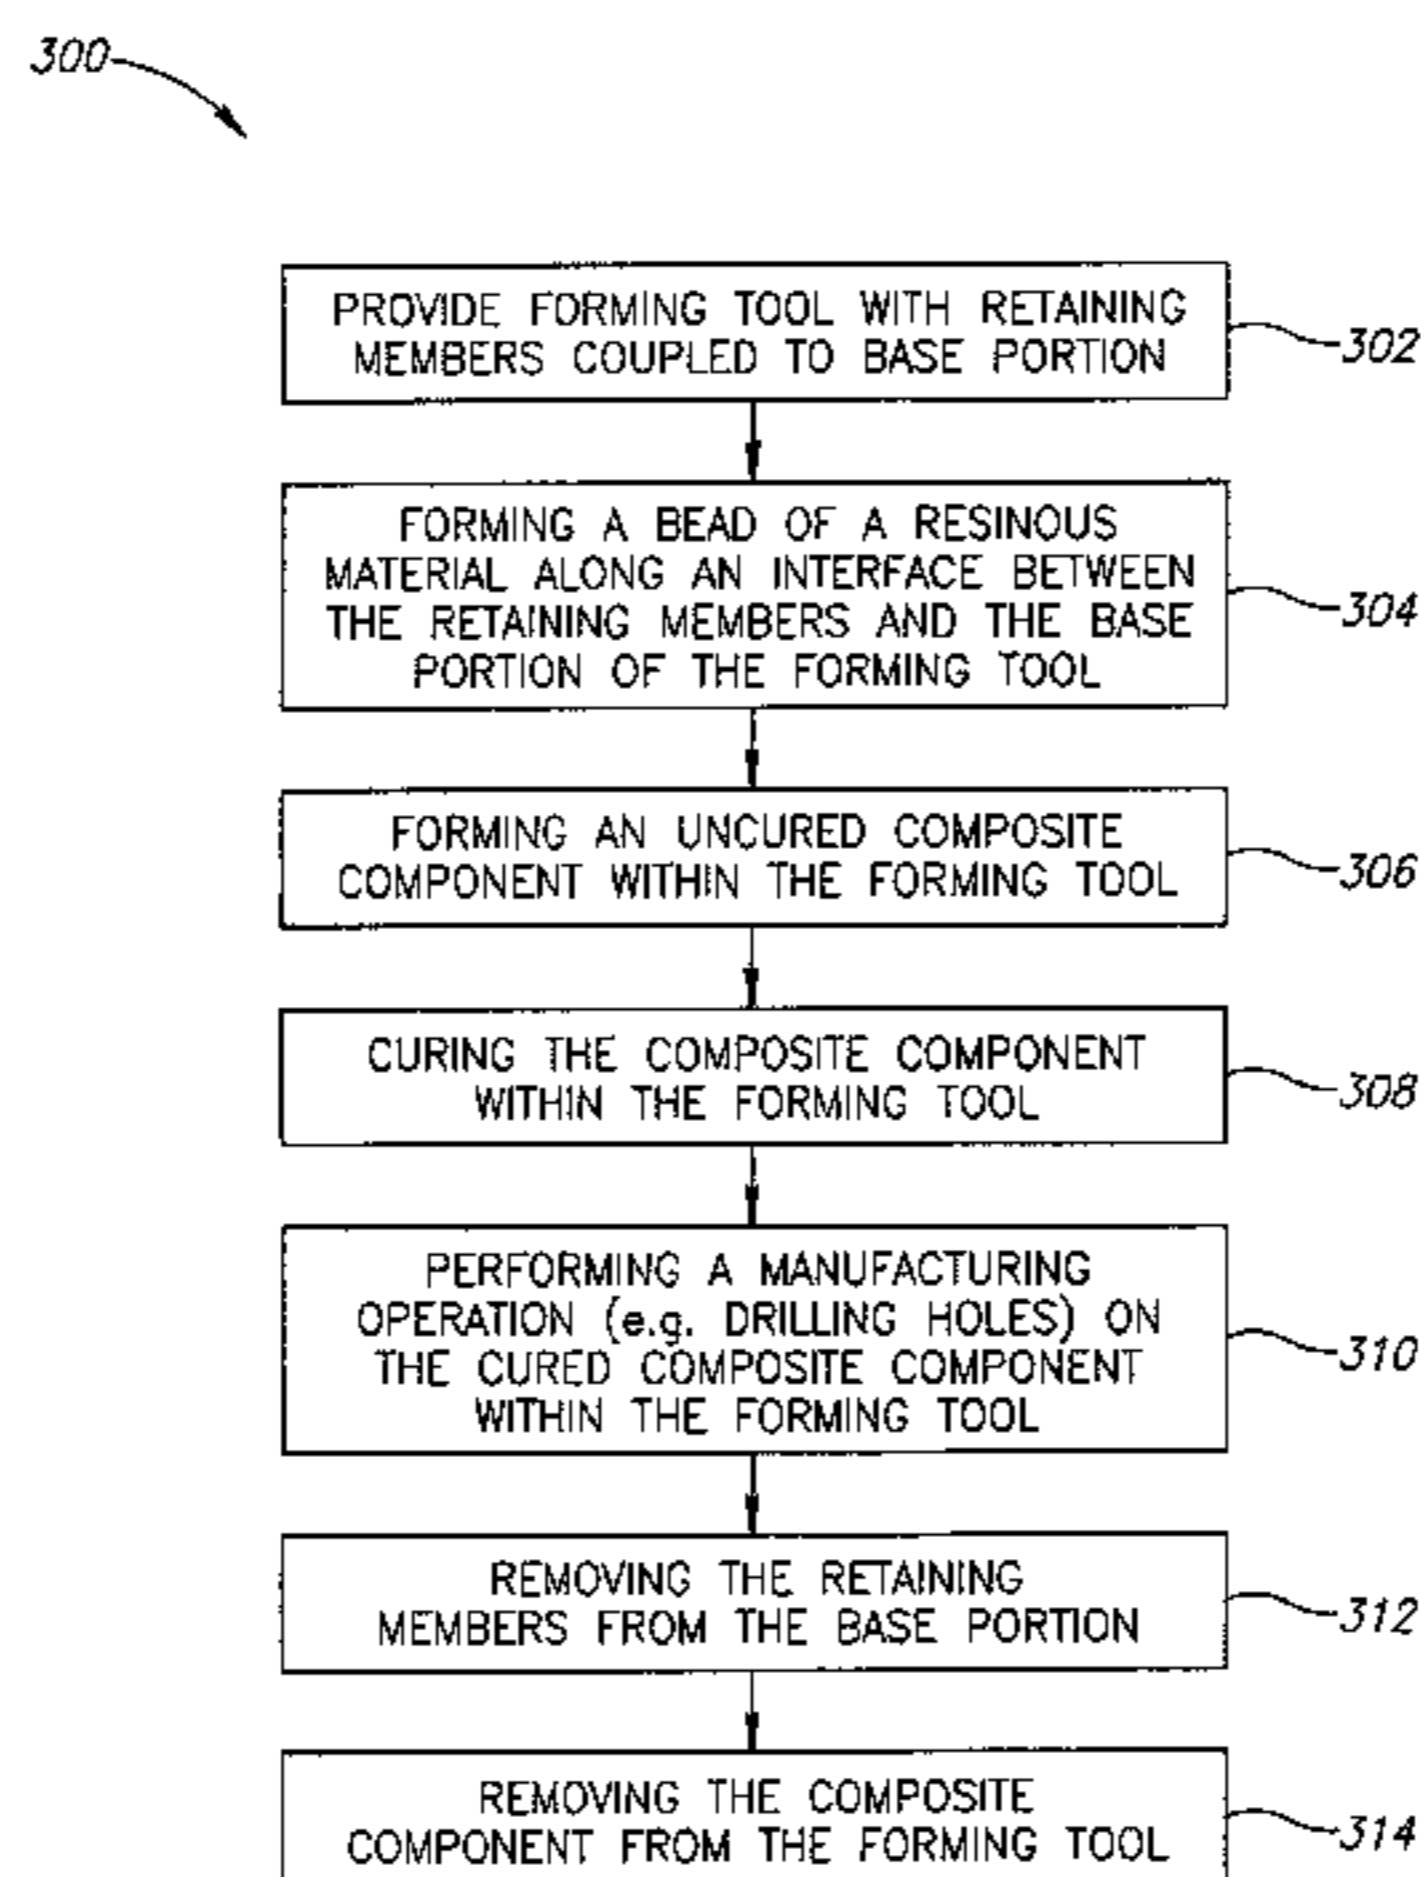 300
PROVIDE FORMING TOOL WITH RETAINING
MEMBERS COUPLED TO BASE PORTION
302
FORMING A BEAD OF A RESINOUS
MATERIAL ALONG AN INTERFACE BETWEEN
THE RETAINING MEMBERS AND THE BASE
PORTION OF THE FORMING TOOL
304
FORMING AN UNCURED COMPOSITE
COMPONENT WITHIN THE FORMING TOOL
306
CURING THE COMPOSITE COMPONENT
WITHIN THE FORMING TOOL
308
PERFORMING A MANUFACTURING
OPERATION (e.g. DRILLING HOLES) ON
THE CURED COMPOSITE COMPONENT
WITHIN THE FORMING TOOL
310
REMOVING THE RETAINING
MEMBERS FROM THE BASE PORTION
312
REMOVING THE COMPOSITE
COMPONENT FROM THE FORMING TOOL
314